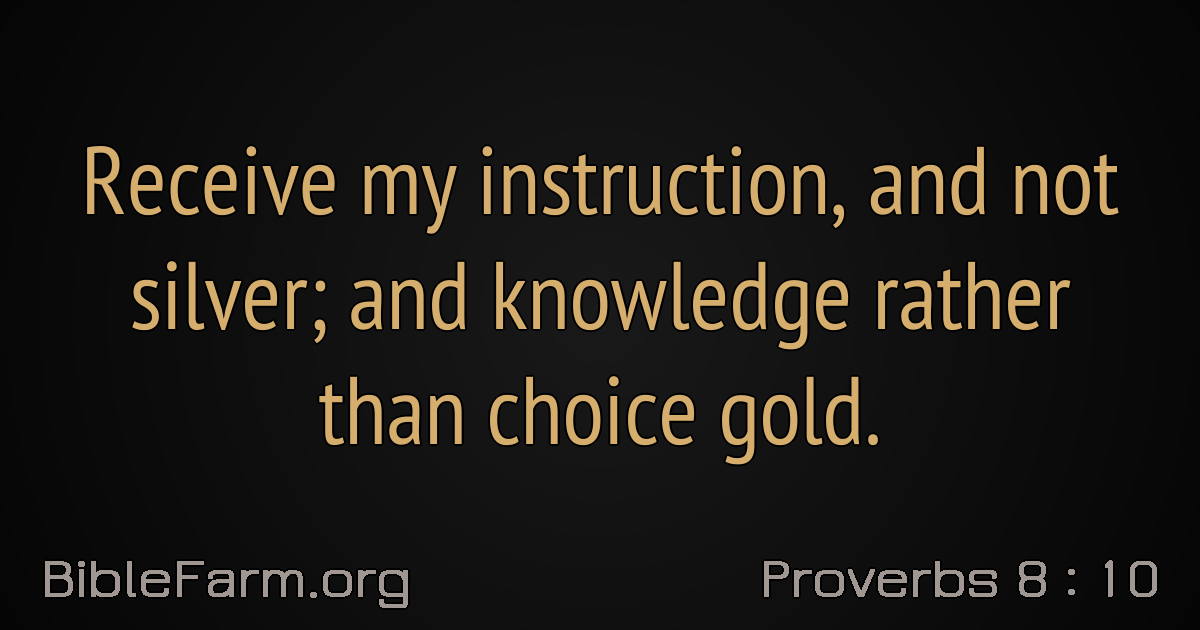 Receive my instruction, and not
silver; and knowledge rather
than choice gold.
BibleFarm.org
Proverbs 8 : 10